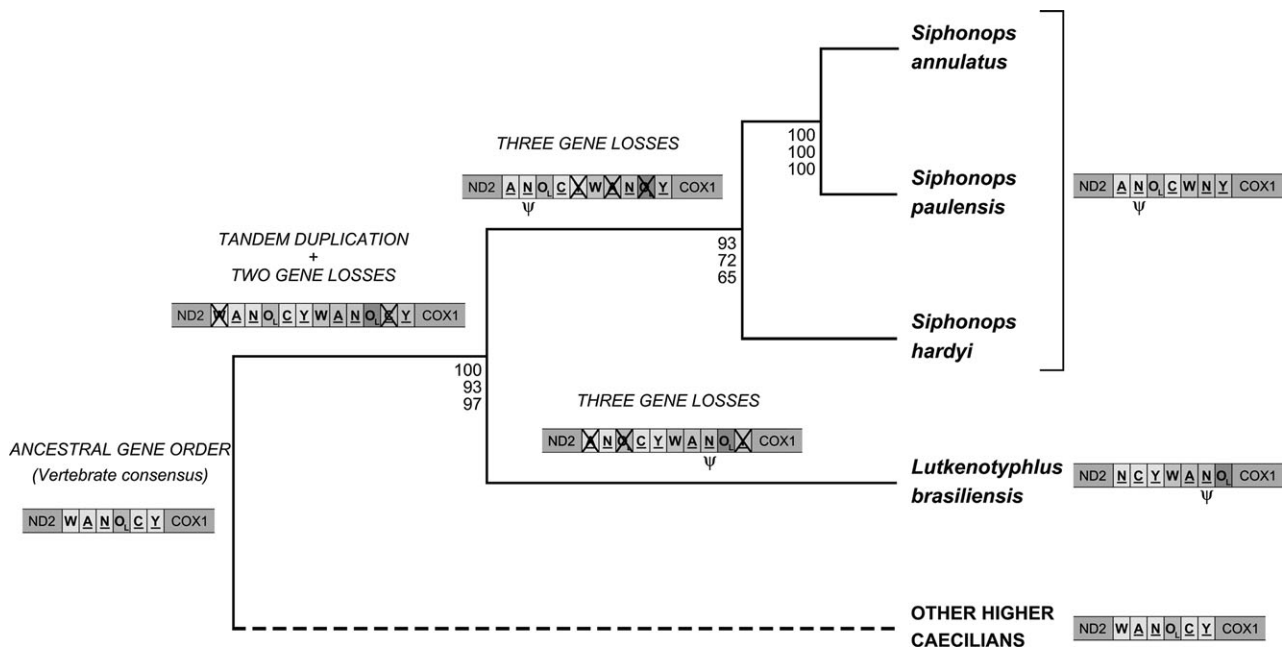 Siphonops
annulatus
THREE GENE LOSSES
100
100
100
ND2 A N OL C W A N Y COX1
ψ
Siphonops
paulensis
ND2 A N OL C W N Y COX1
ψ
TANDEM DUPLICATION
+
TWO GENE LOSSES
93
72
65
ND2 W A N OL C Y W A N OL C Y COX1
Siphonops
hardyi
100
93
97
THREE GENE LOSSES
ANCESTRAL GENE ORDER
(Vertebrate consensus)
ND2 A N O C Y W A N OL COX1
ψ
Lutkenotyphlus
brasiliensis
ND2 N C Y W A N OL COX1
ψ
ND2 W A N OL C Y COX1
OTHER HIGHER
CAECILIANS
ND2 W A N OL C Y COX1